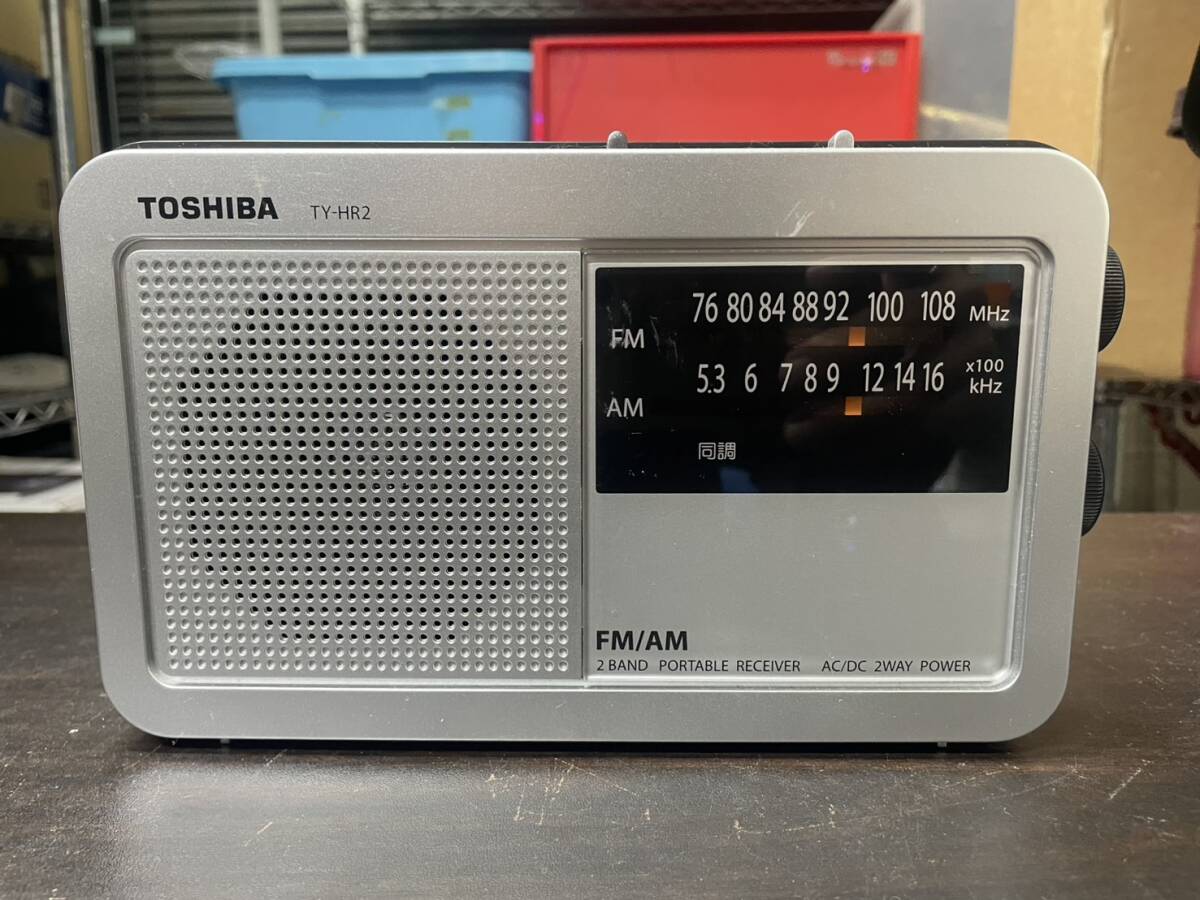 TOSHIBA TY-HR2
76 80 84 88 92 100 108 MHz
FM
5.3 6 7 8 9 12 14 16 x100 kHz
AM
同調
FM/AM
2 BAND PORTABLE RECEIVER AC/DC 2WAY POWER